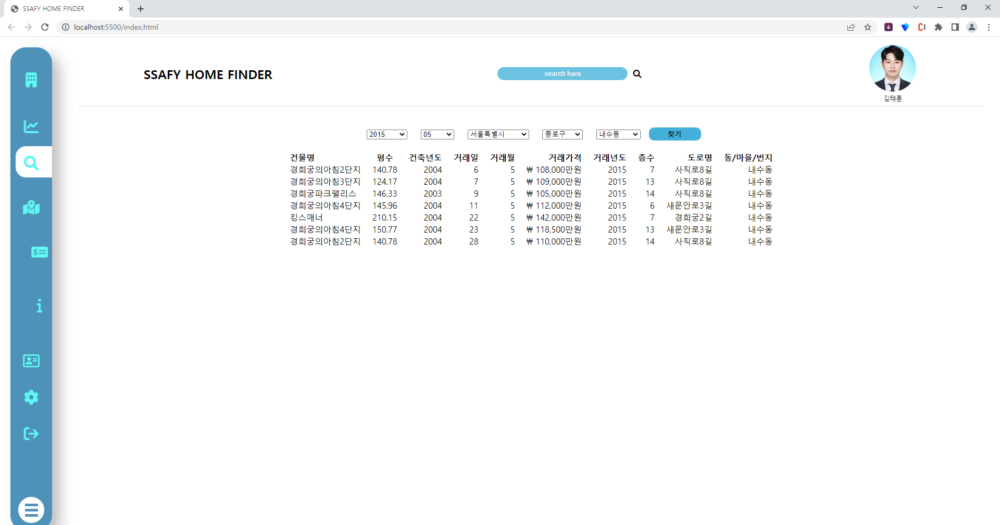 SSAFY HOME FINDER
localhost:5500/index.html
SSAFY HOME FINDER
search here
김태훈
2015 05 서울특별시 종로구 내수동 찾기
건물명 평수 건축년도 거래일 거래월 거래가격 거래년도 층수 도로명 동/마을/번지
경희궁의아침2단지 140.78 2004 6 5 ₩ 108,000만원 2015 7 사직로8길 내수동
경희궁의아침3단지 124.17 2004 7 5 ₩ 109,000만원 2015 13 사직로8길 내수동
경희궁파크팰리스 146.33 2003 9 5 ₩ 105,000만원 2015 14 사직로8길 내수동
경희궁의아침4단지 145.96 2004 11 5 ₩ 112,000만원 2015 6 새문안로3길 내수동
킹스매너 210.15 2004 22 5 ₩ 142,000만원 2015 7 경희궁2길 내수동
경희궁의아침4단지 150.77 2004 23 5 ₩ 118,500만원 2015 13 새문안로3길 내수동
경희궁의아침2단지 140.78 2004 28 5 ₩ 110,000만원 2015 14 사직로8길 내수동